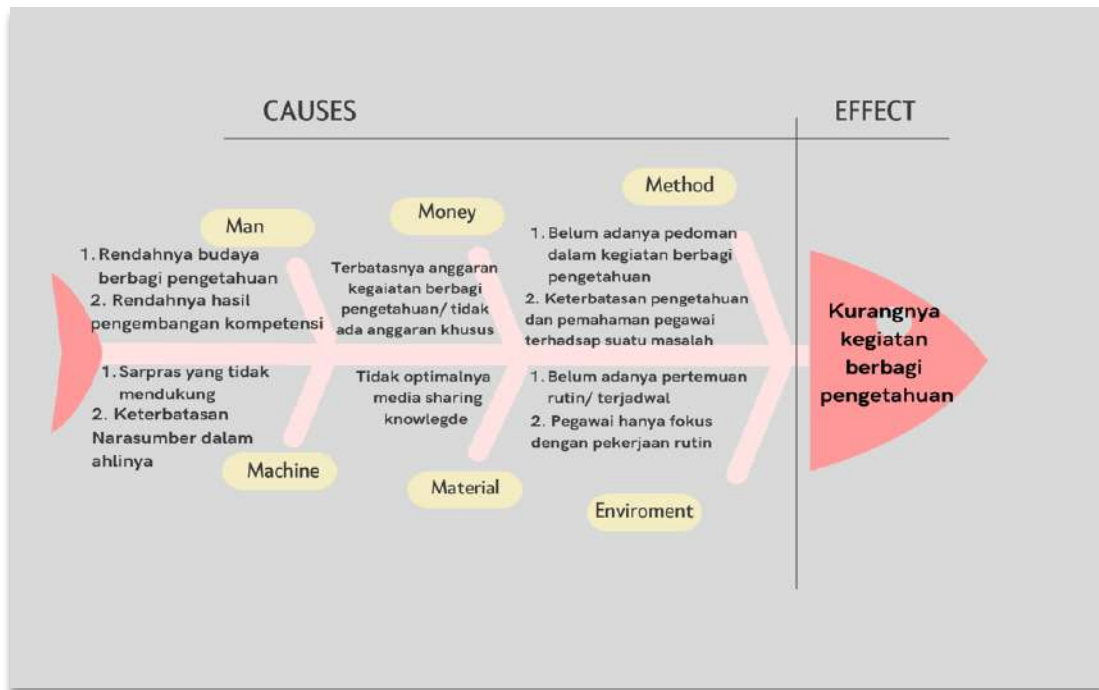 CAUSES
EFFECT
Man
1. Rendahnya budaya
berbagi pengetahuan
2. Rendahnya hasil
pengembangan kompetensi
Money
Terbatasnya anggaran
kegaiatan berbagi
pengetahuan/ tidak
ada anggaran khusus
Method
1. Belum adanya pedoman
dalam kegiatan berbagi
pengetahuan
2. Keterbatasan pengetahuan
dan pemahaman pegawai
terhadsap suatu masalah
1. Sarpras yang tidak
mendukung
2. Keterbatasan
Narasumber dalam
ahlinya
Machine
Tidak optimalnya
media sharing
knowlegde
Material
1. Belum adanya pertemuan
rutin/ terjadwal
2. Pegawai hanya fokus
dengan pekerjaan rutin
Enviroment
Kurangnya
kegiatan
berbagi
pengetahuan